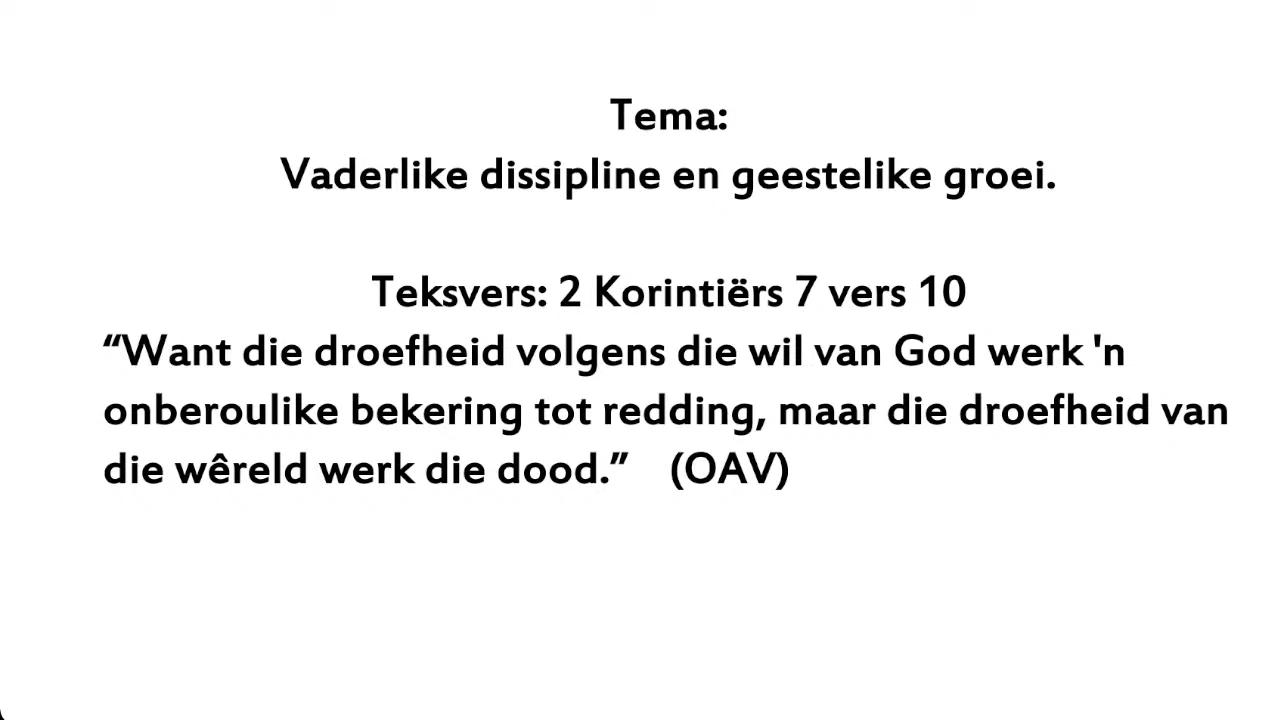 Tema:
Vaderlike dissipline en geestelike groei.
Teksvers: 2 Korintiërs 7 vers 10
“Want die droefheid volgens die wil van God werk 'n
onberoulike bekering tot redding, maar die droefheid van
die wêreld werk die dood.” (OAV)